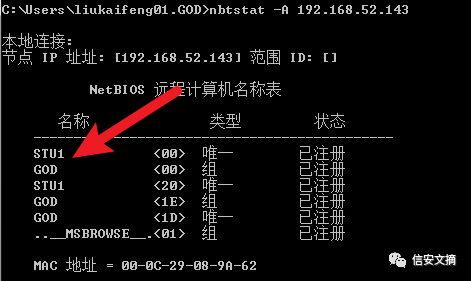 C:\Users\liukaifeng01.GOD>nbtstat -A 192.168.52.143
本地连接:
节点 IP 址址: [192.168.52.143] 范围 ID: []
NetBIOS 远程计算机名称表
名称 类型 状态
---------------------------------------------
STU1 <00> 唯一 已注册
GOD <00> 组 已注册
STU1 <20> 唯一 已注册
GOD <1E> 组 已注册
GOD <1D> 唯一 已注册
..__MSBROWSE__.<01> 组 已注册
MAC 地址 = 00-0C-29-08-9A-62
信安文摘